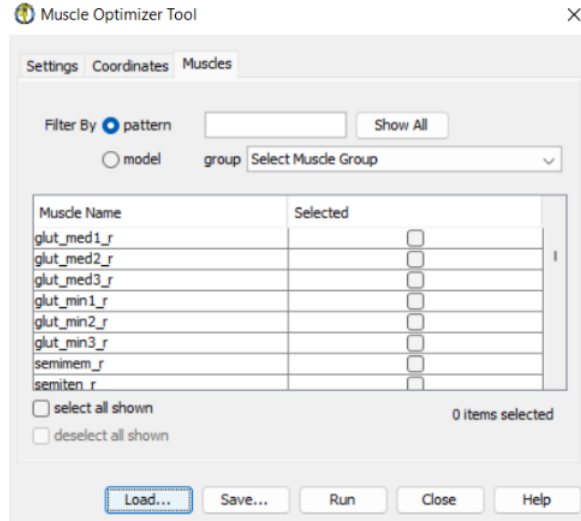 Muscle Optimizer Tool
Settings Coordinates Muscles
Filter By pattern Show All
model group Select Muscle Group
Muscle Name Selected
glut_med1_r
glut_med2_r
glut_med3_r
glut_min1_r
glut_min2_r
glut_min3_r
semimem_r
semiten_r
select all shown 0 items selected
deselect all shown
Load... Save... Run Close Help